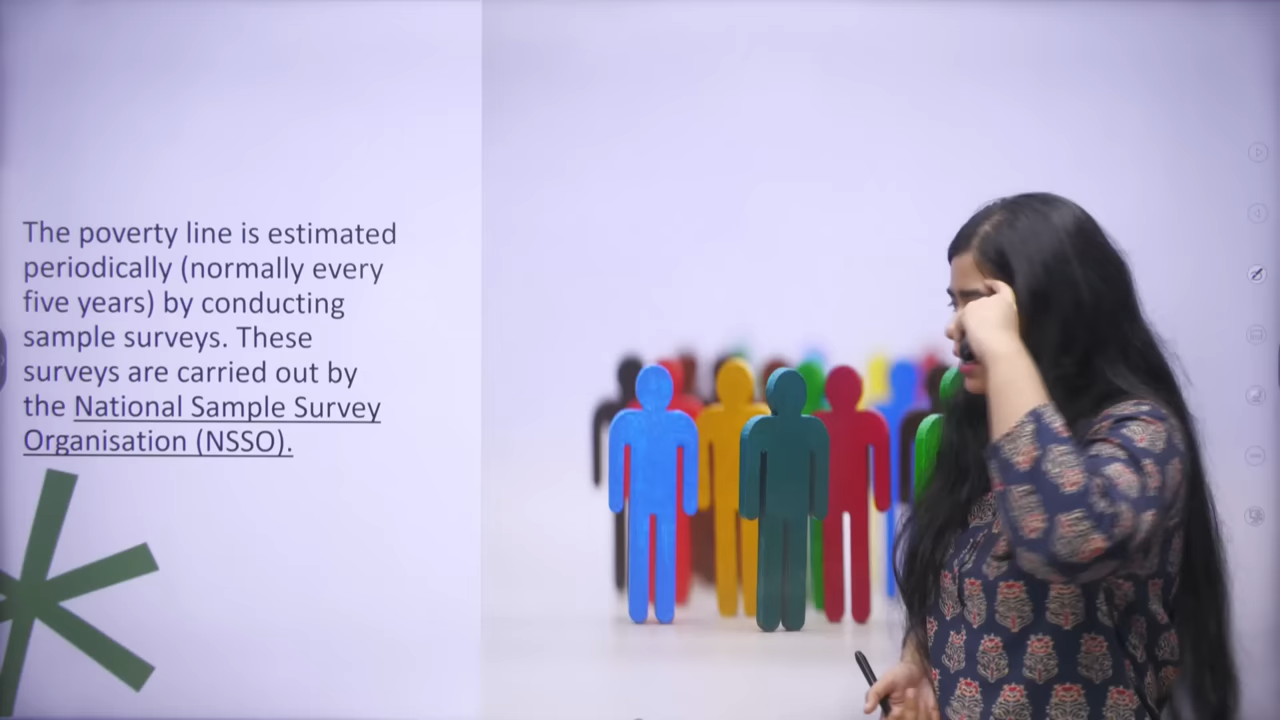 The poverty line is estimated
periodically (normally every
five years) by conducting
sample surveys. These
surveys are carried out by
the National Sample Survey
Organisation (NSSO).